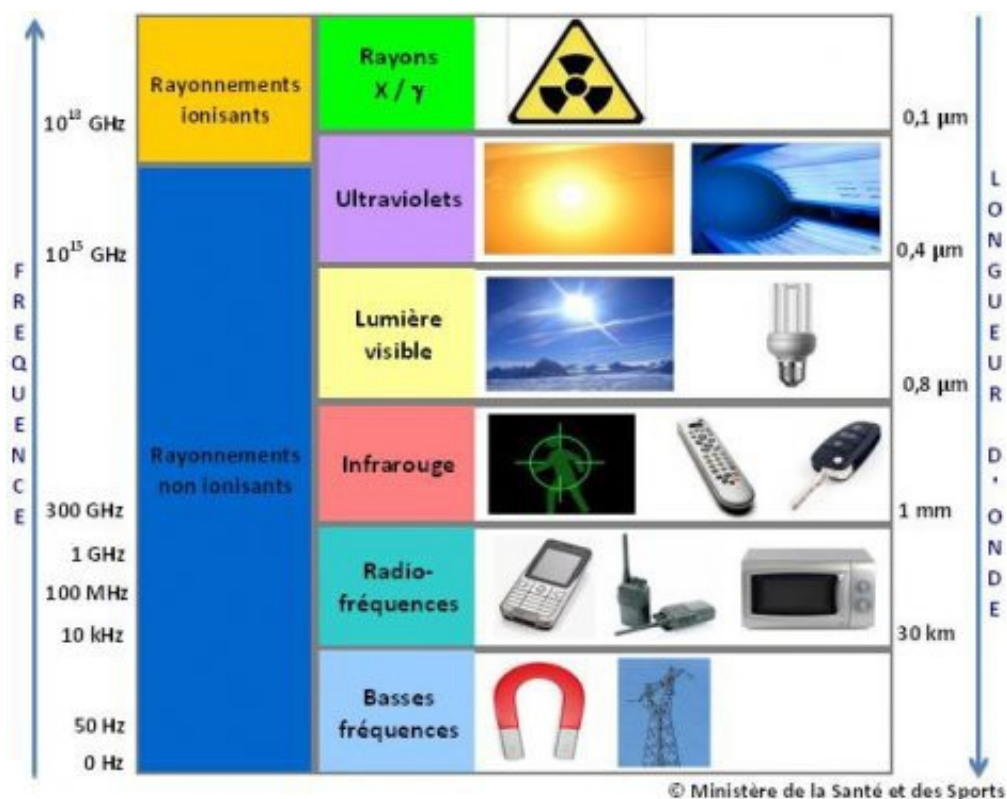 FREQUENCE
10¹³ GHz
10¹⁵ GHz
300 GHz
1 GHz
100 MHz
10 kHz
50 Hz
0 Hz
Rayonnements
ionisants
Rayonnements
non ionisants
Rayons
X / γ
Ultraviolets
Lumière
visible
Infrarouge
Radio-
fréquences
Basses
fréquences
0,1 μm
0,4 μm
0,8 μm
1 mm
30 km
LONGUEUR D'ONDE
© Ministère de la Santé et des Sports